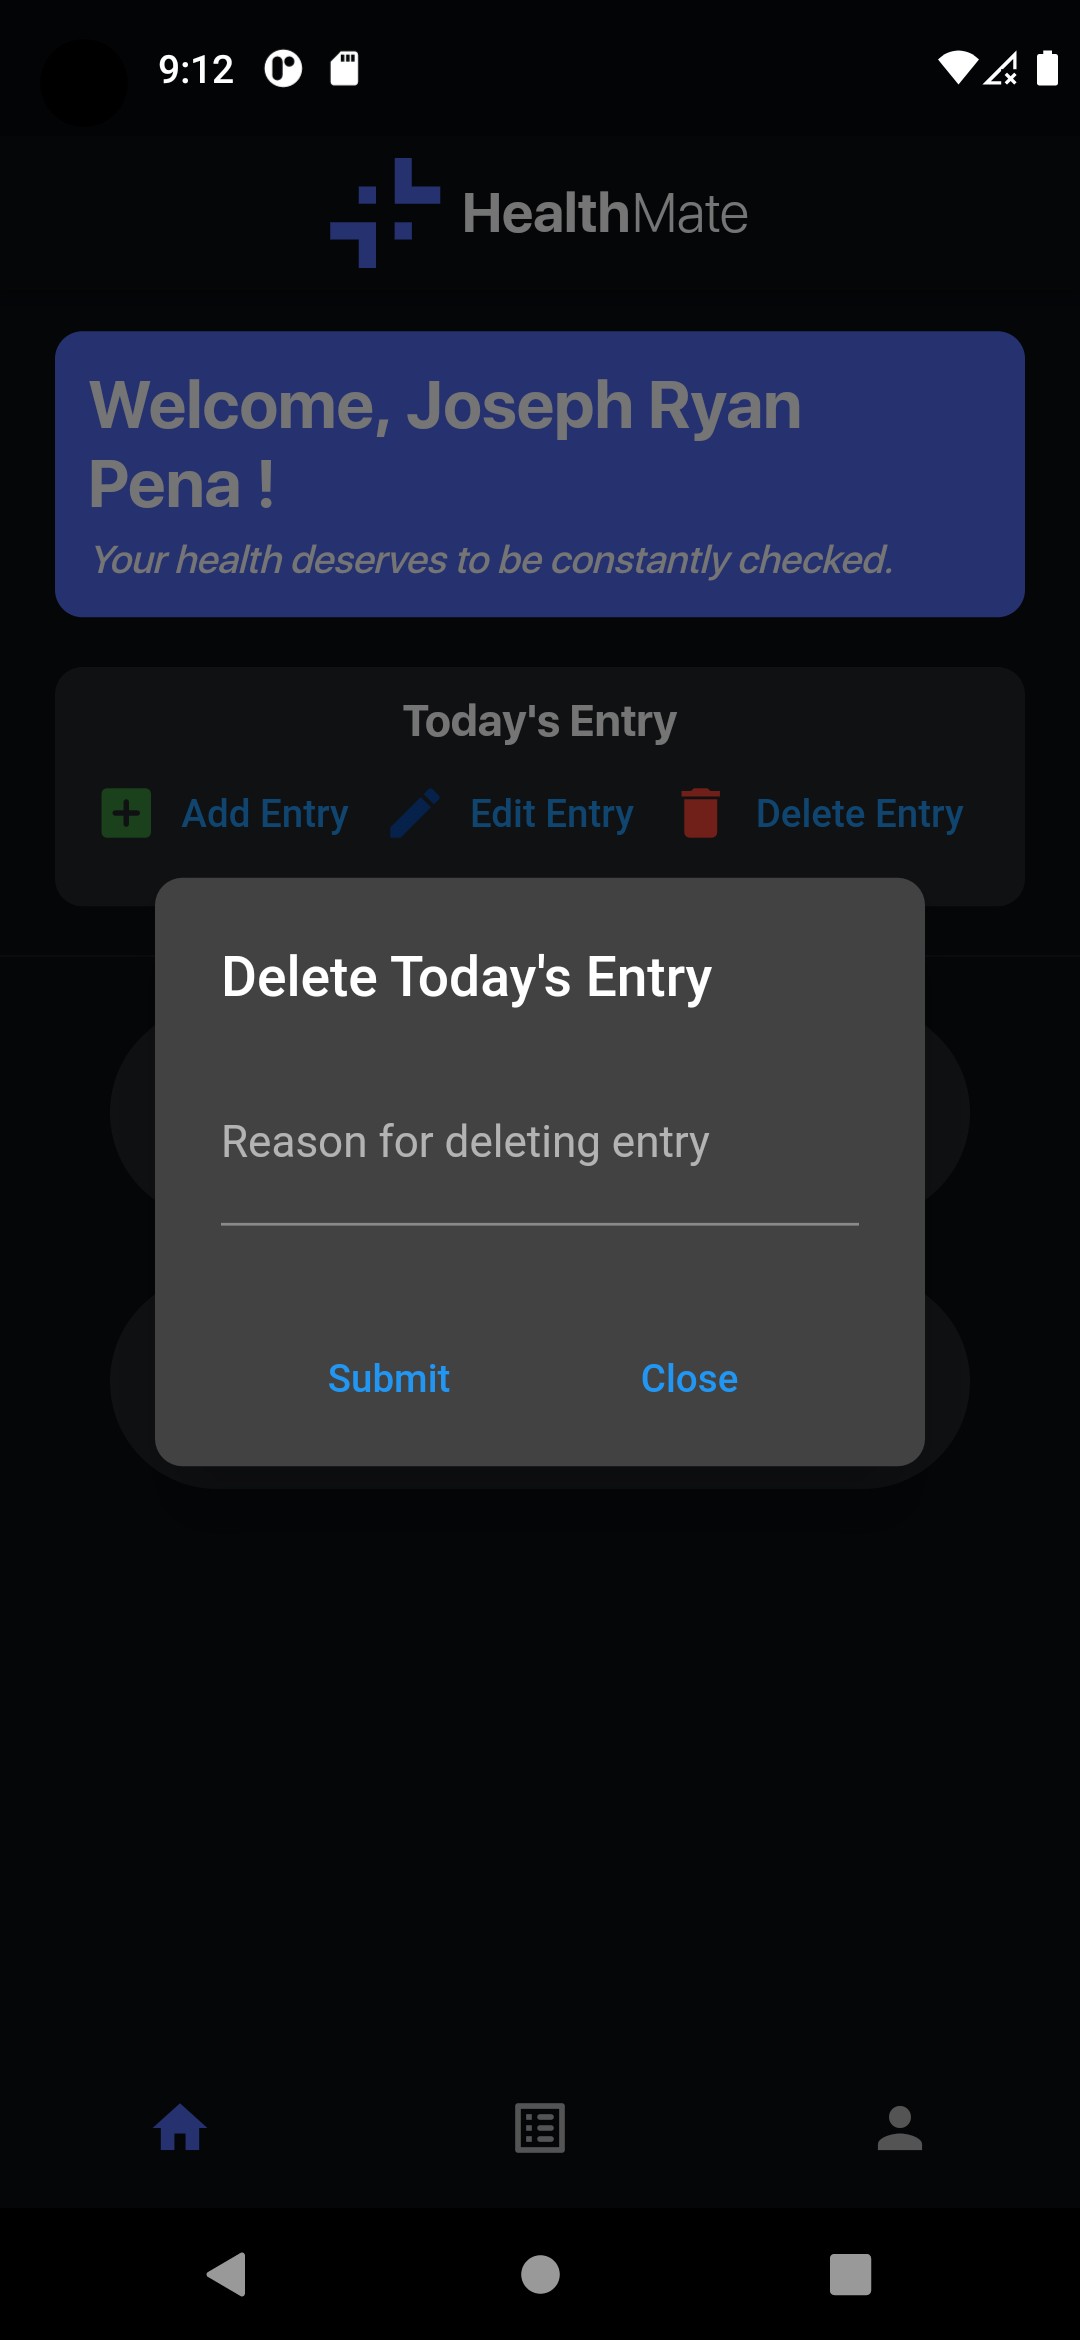 9:12
HealthMate
Welcome, Joseph Ryan
Pena !
Your health deserves to be constantly checked.
Today's Entry
Add Entry Edit Entry Delete Entry
Delete Today's Entry
Reason for deleting entry
Submit Close